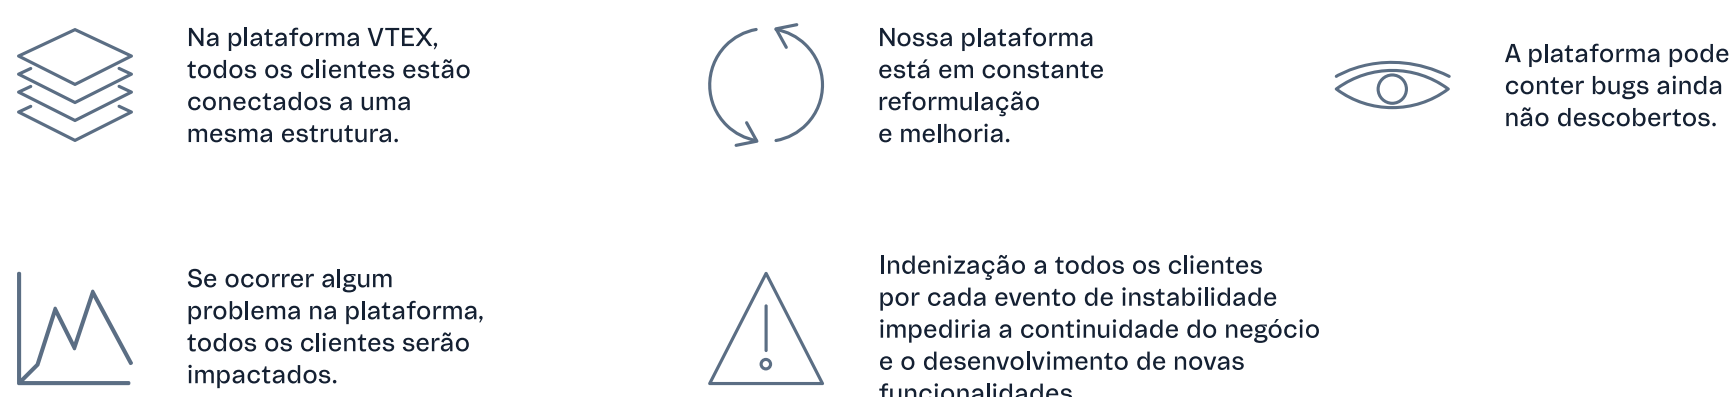 Na plataforma VTEX,
todos os clientes estão
conectados a uma
mesma estrutura.
Nossa plataforma
está em constante
reformulação
e melhoria.
A plataforma pode
conter bugs ainda
não descobertos.
Se ocorrer algum
problema na plataforma,
todos os clientes serão
impactados.
Indenização a todos os clientes
por cada evento de instabilidade
impediria a continuidade do negócio
e o desenvolvimento de novas
funcionalidades